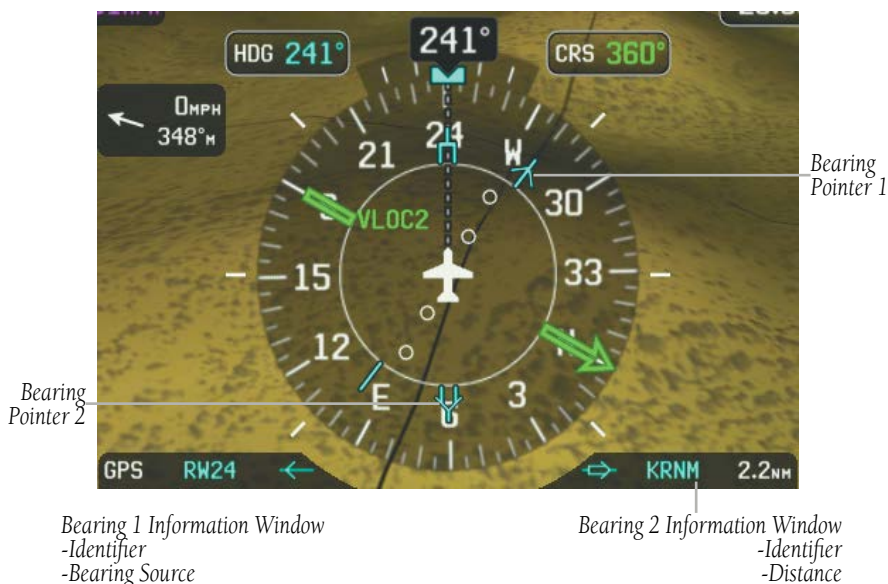 HDG 241°
241°
CRS 360°
0MPH
348°M
21
24
W
30
S
VLOC2
15
33
12
N
E
6
3
Bearing
Pointer 1
Bearing
Pointer 2
GPS RW24
KRNM 2.2NM
Bearing 1 Information Window
-Identifier
-Bearing Source
Bearing 2 Information Window
-Identifier
-Distance